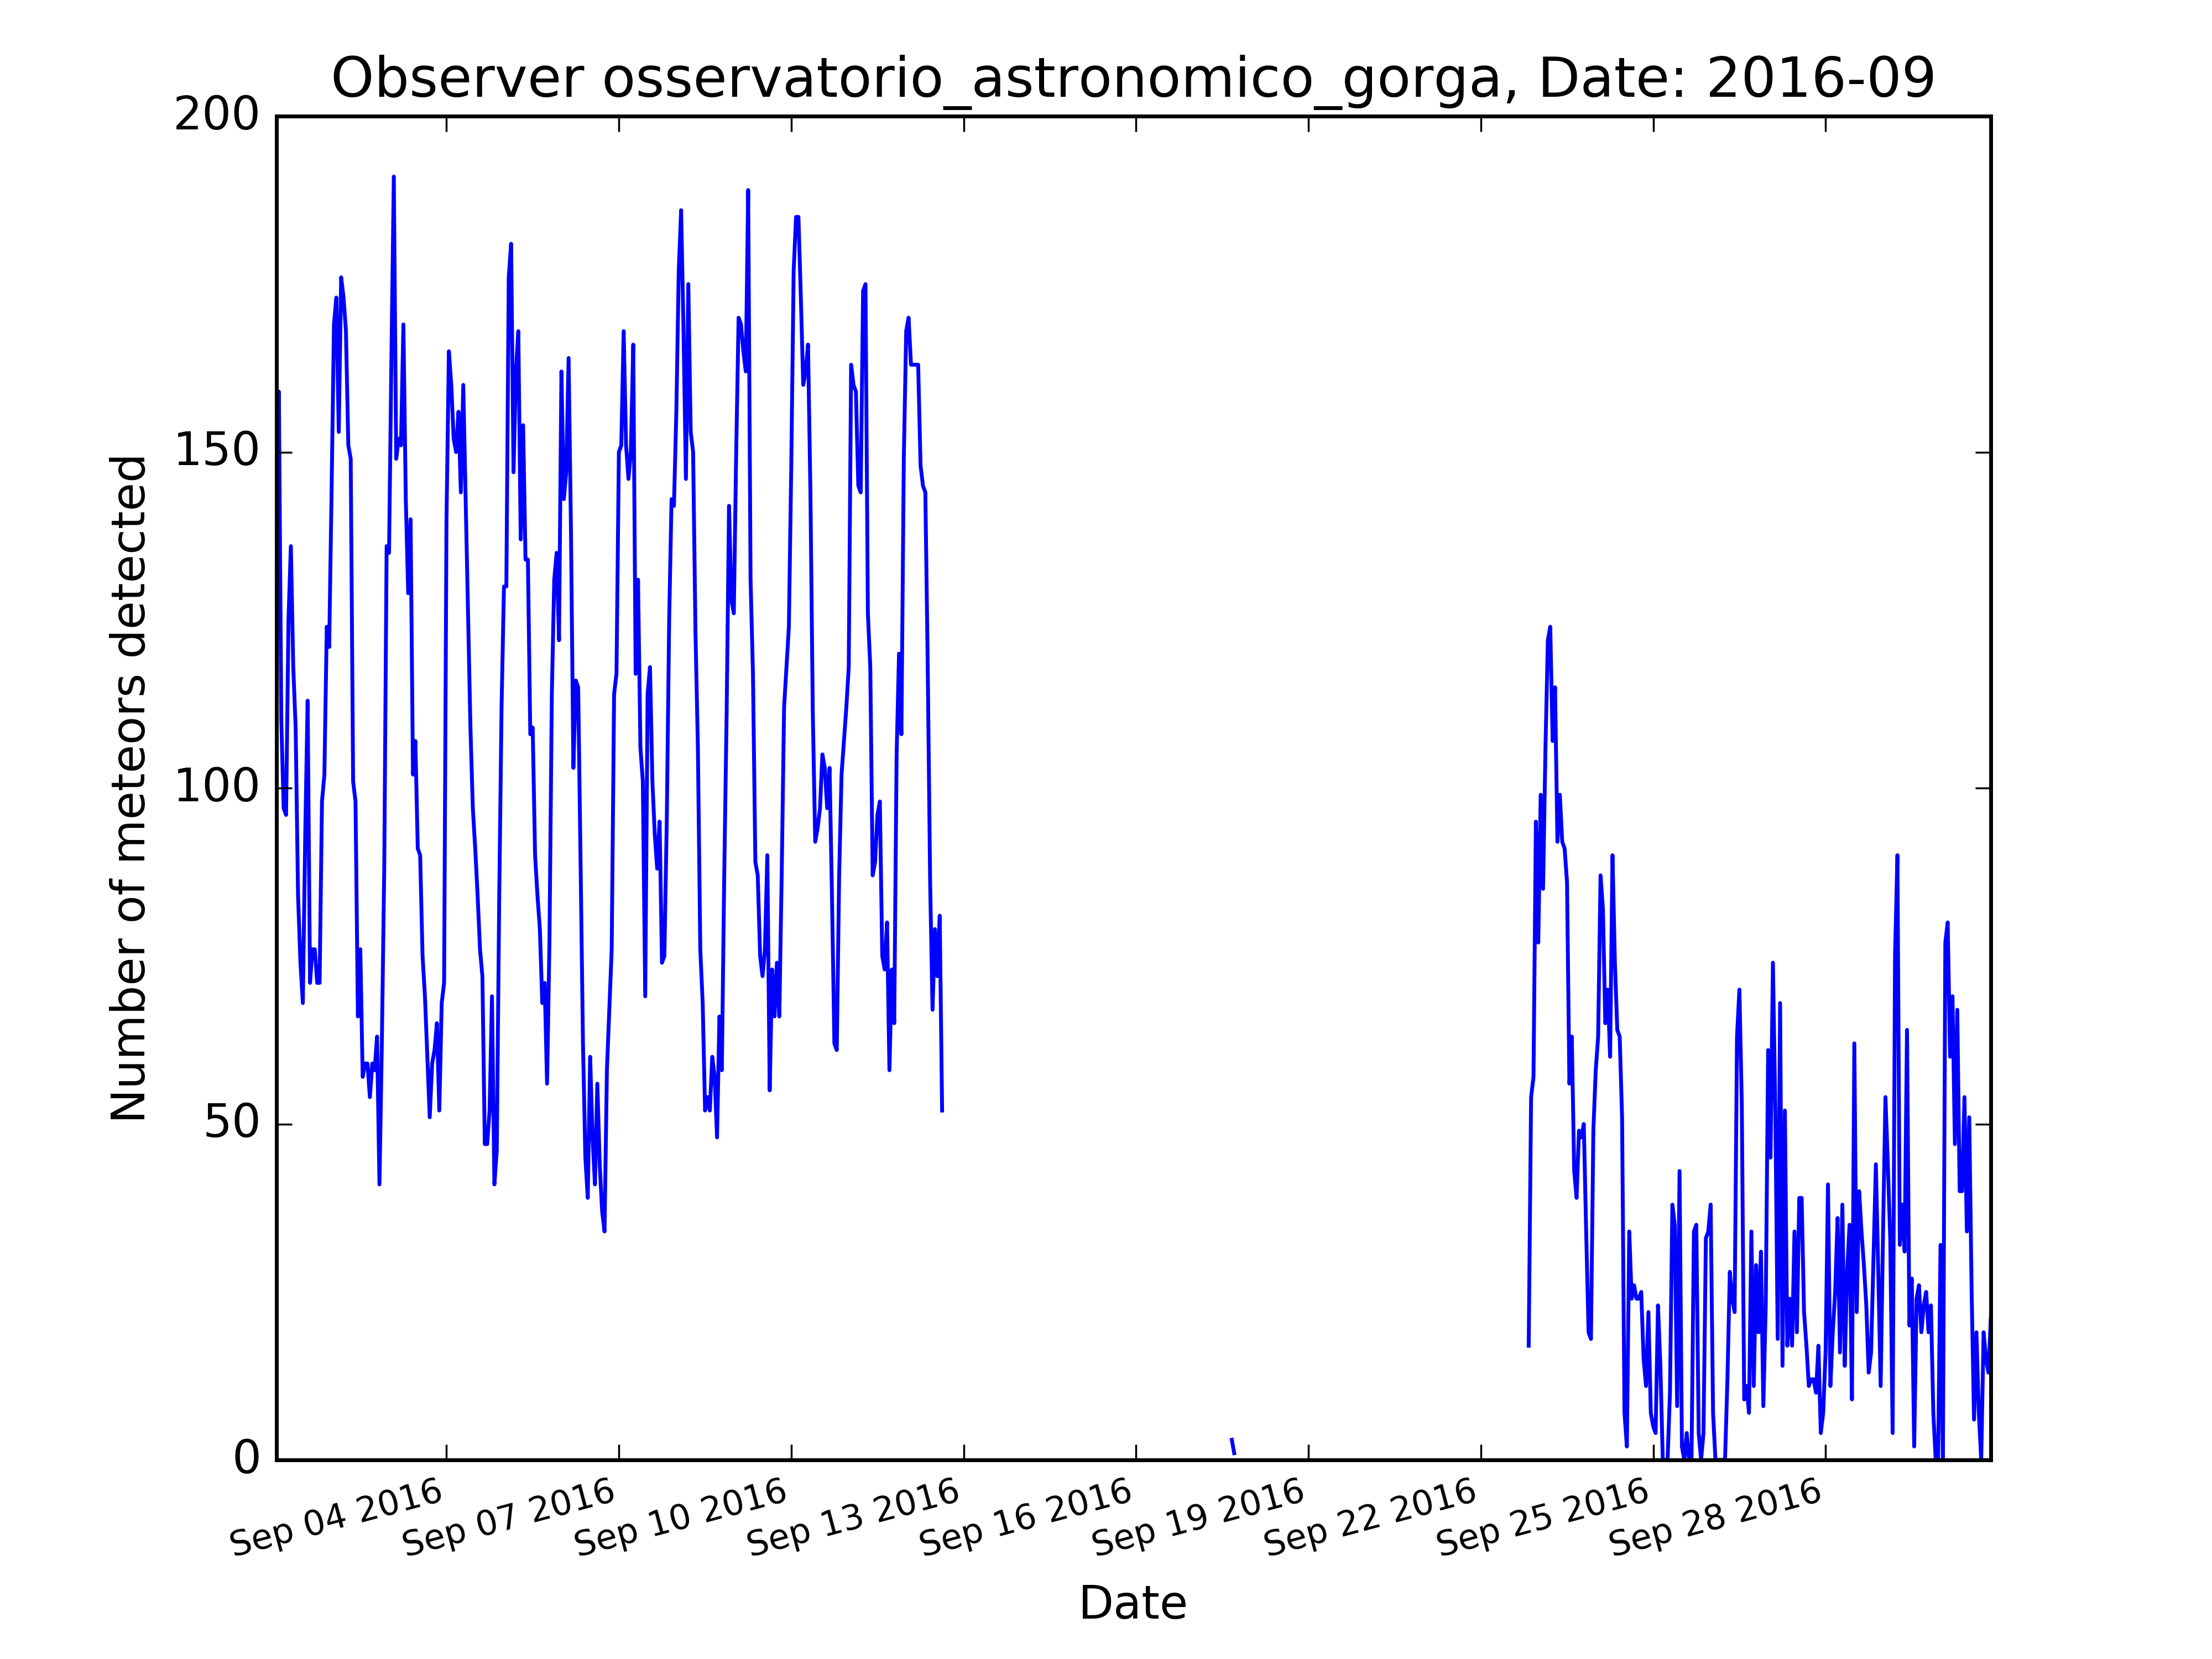 Observer osservatorio_astronomico_gorga, Date: 2016-09
200
150
100
50
0
Number of meteors detected
Sep 04 2016
Sep 07 2016
Sep 10 2016
Sep 13 2016
Sep 16 2016
Sep 19 2016
Sep 22 2016
Sep 25 2016
Sep 28 2016
Date